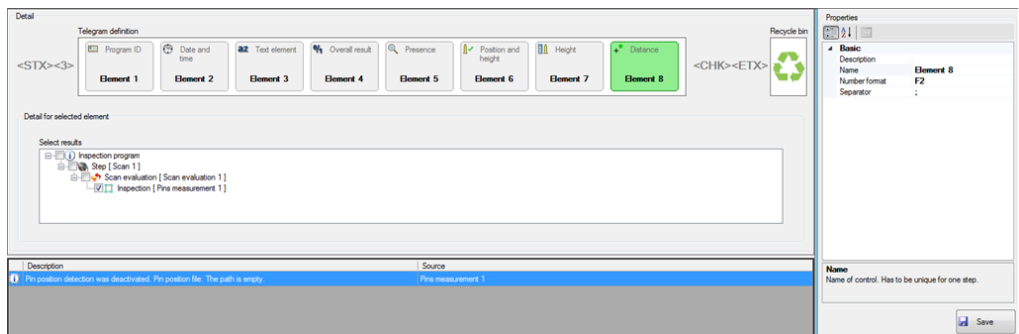 Detail
Telegram definition
Recycle bin
<STX><3>
Program ID
Element 1
Date and
time
Element 2
az Text element
Element 3
Overall result
Element 4
Presence
Element 5
Position and
height
Element 6
Height
Element 7
Distance
Element 8
<CHK><ETX>
Detail for selected element
Select results
Inspection program
Step [ Scan 1 ]
Scan evaluation [ Scan evaluation 1 ]
Inspection [ Pins measurement 1 ]
Description Source
Pin position detection was deactivated. Pin position file: The path is empty. Pins measurement 1
Properties
Basic
Description
Name Element 8
Number format F2
Separator ;
Name
Name of control. Has to be unique for one step.
Save